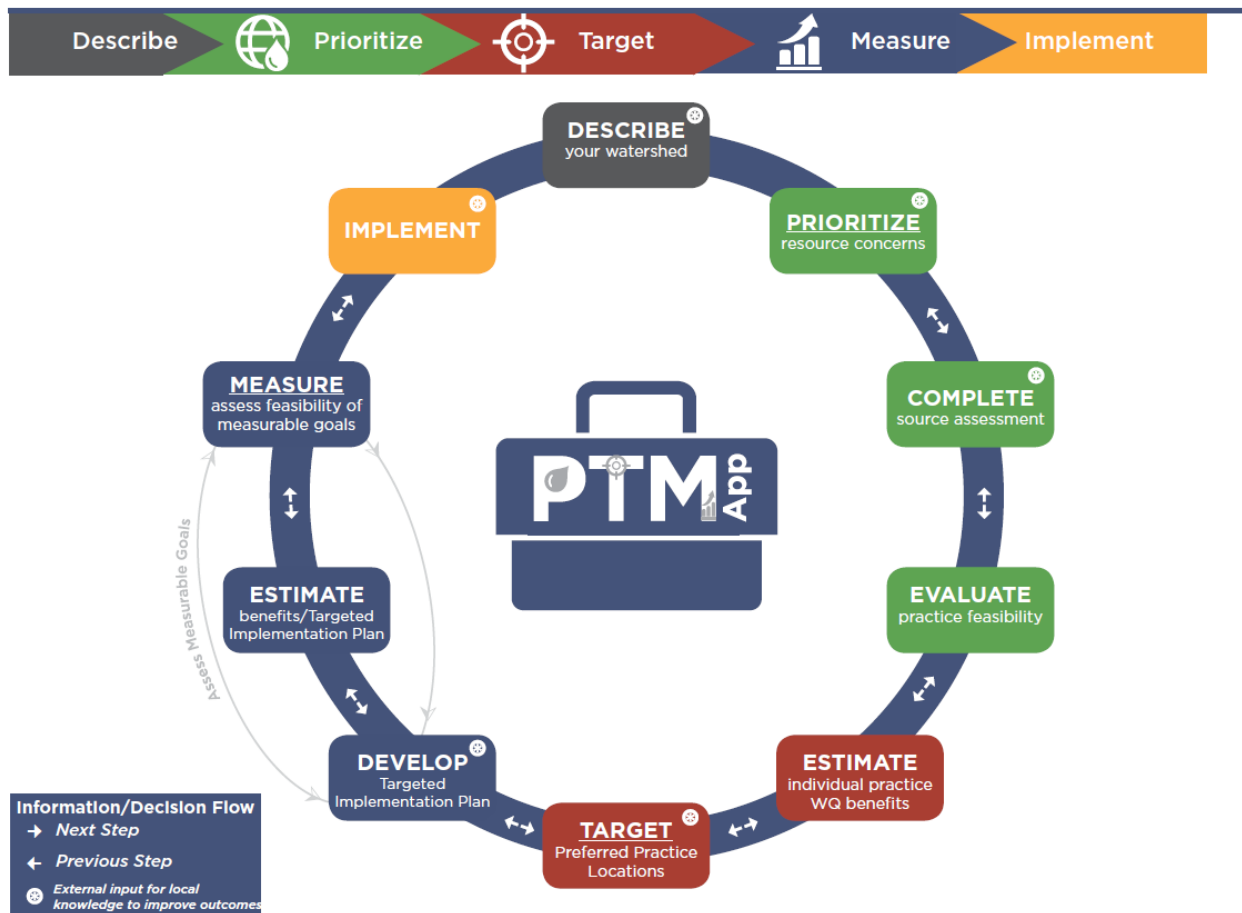 Describe
Prioritize
Target
Measure
Implement
DESCRIBE
your watershed
PRIORITIZE
resource concerns
COMPLETE
source assessment
EVALUATE
practice feasibility
ESTIMATE
individual practice
WQ benefits
TARGET
Preferred Practice
Locations
DEVELOP
Targeted
Implementation Plan
ESTIMATE
benefits/Targeted
Implementation Plan
MEASURE
assess feasibility of
measurable goals
IMPLEMENT
Assess Measurable Goals
PTM
App
Information/Decision Flow
Next Step
Previous Step
External input for local
knowledge to improve outcomes